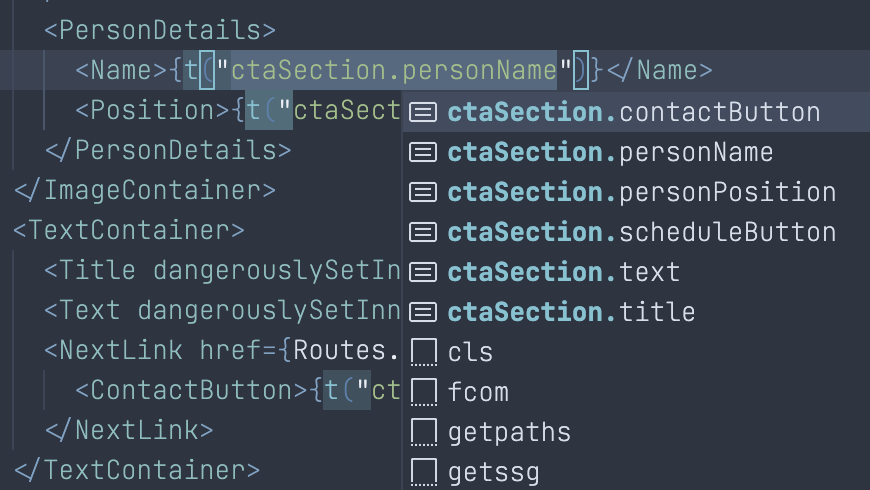 <PersonDetails>
<Name>{t("ctaSection.personName")}</Name>
<Position>{t("ctaSect
</PersonDetails>
</ImageContainer>
<TextContainer>
<Title dangerouslySetInn
<Text dangerouslySetInn
<NextLink href={Routes.
<ContactButton>{t("ct
</NextLink>
</TextContainer>
ctaSection.contactButton
ctaSection.personName
ctaSection.personPosition
ctaSection.scheduleButton
ctaSection.text
ctaSection.title
cls
fcom
getpaths
getssg